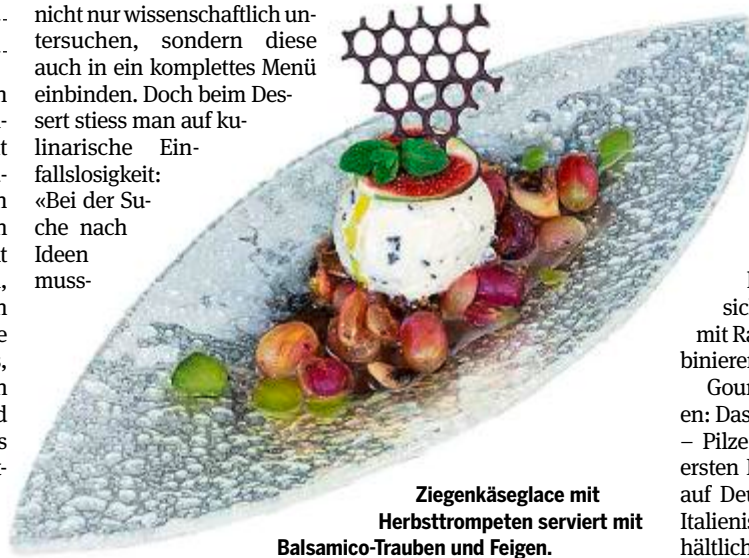 nicht nur wissenschaftlich un-
tersuchen, sondern diese
auch in ein komplettes Menü
einbinden. Doch beim Des-
sert stiess man auf ku-
linarische Ein-
fallslosigkeit:
«Bei der Su-
che nach
Ideen
muss-
Ziegenkäseglace mit
Herbsttrompeten serviert mit
Balsamico-Trauben und Feigen.
sic
mit Ra
binieren
Gour
en: Das
– Pilze
ersten
auf Deu
Italienis
hältlich